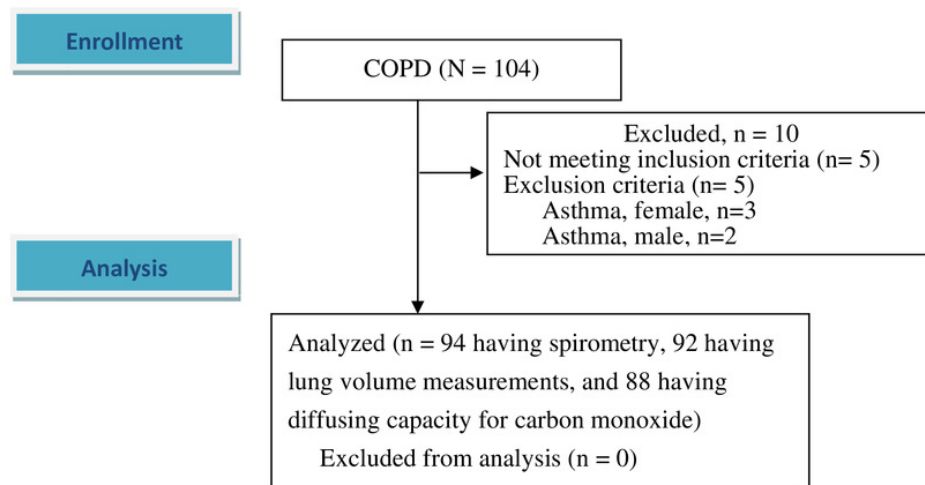 Enrollment
COPD (N = 104)
Excluded, n = 10
Not meeting inclusion criteria (n= 5)
Exclusion criteria (n= 5)
Asthma, female, n=3
Asthma, male, n=2
Analysis
Analyzed (n = 94 having spirometry, 92 having
lung volume measurements, and 88 having
diffusing capacity for carbon monoxide)
Excluded from analysis (n = 0)